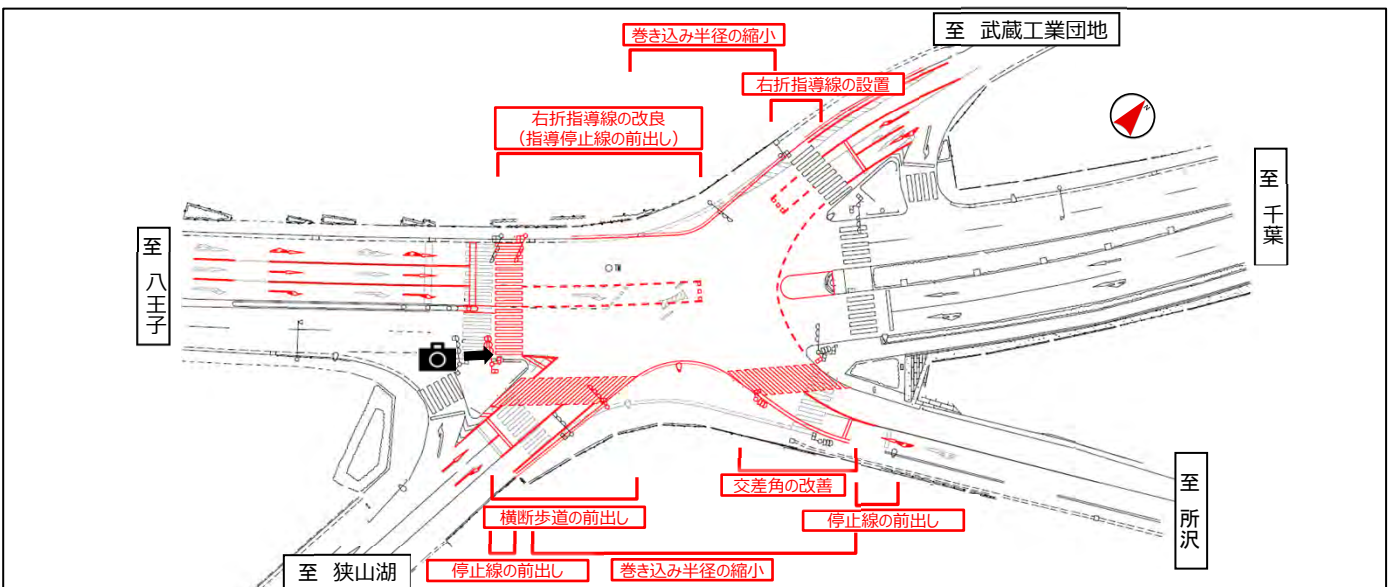 巻き込み半径の縮小
至 武蔵工業団地
右折指導線の設置
右折指導線の改良
（指導停止線の前出し）
N
至 千葉
至 八王子
交差角の改善
横断歩道の前出し
停止線の前出し
至 所沢
至 狭山湖
停止線の前出し
巻き込み半径の縮小